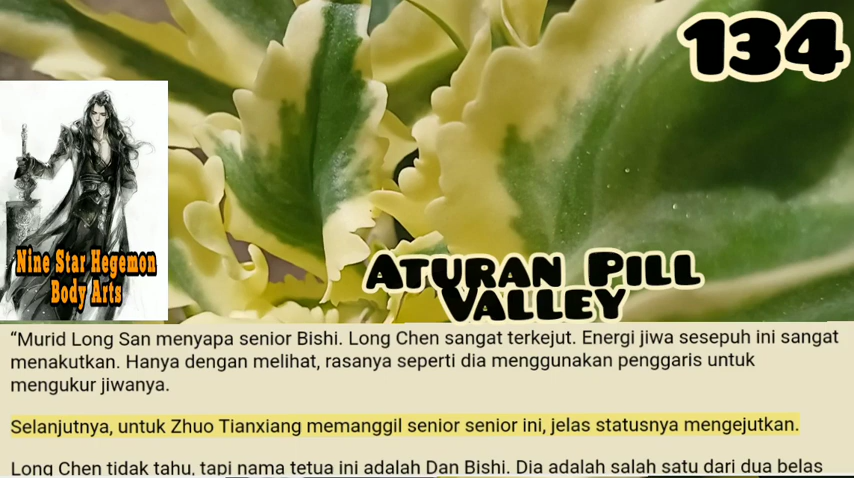 134
Nine Star Hegemon
Body Arts
ATURAN PILL
VALLEY
“Murid Long San menyapa senior Bishi. Long Chen sangat terkejut. Energi jiwa sesepuh ini sangat
menakutkan. Hanya dengan melihat, rasanya seperti dia menggunakan penggaris untuk
mengukur jiwanya.
Selanjutnya, untuk Zhuo Tianxiang memanggil senior senior ini, jelas statusnya mengejutkan.
Long Chen tidak tahu, tapi nama tetua ini adalah Dan Bishi. Dia adalah salah satu dari dua belas